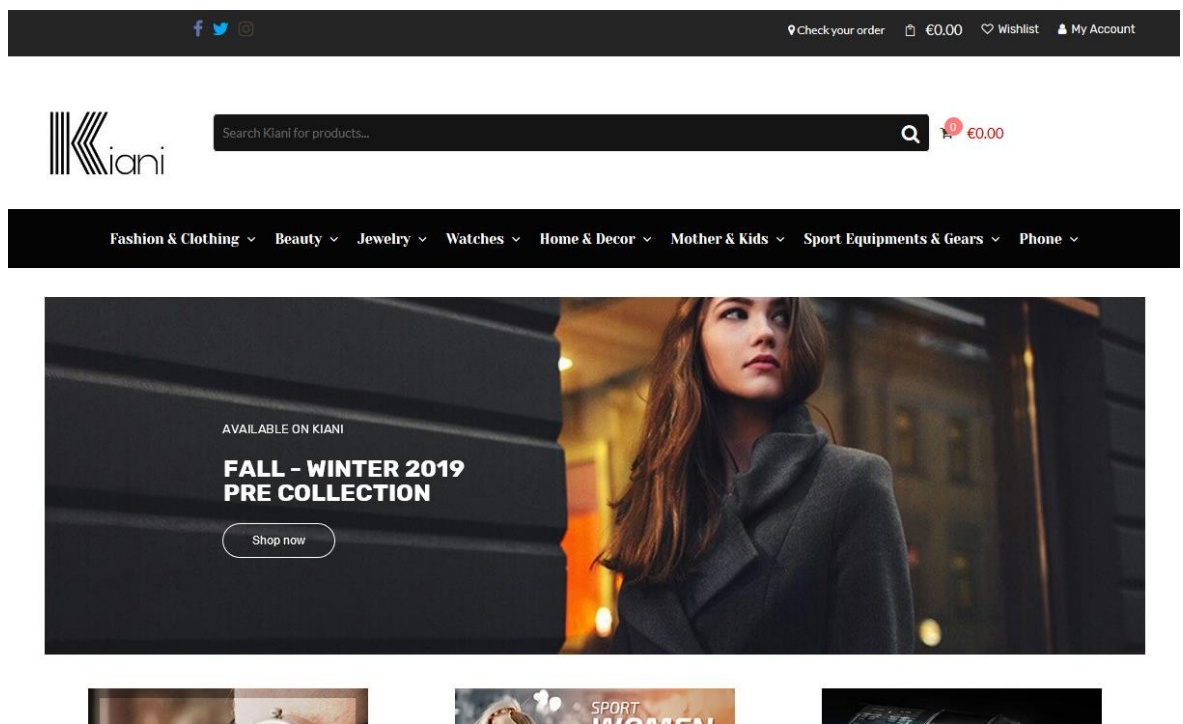 Check your order
€0.00
Wishlist
My Account
Kiani
Search Kiani for products...
0
€0.00
Fashion & Clothing
Beauty
Jewelry
Watches
Home & Decor
Mother & Kids
Sport Equipments & Gears
Phone
AVAILABLE ON KIANI
FALL - WINTER 2019
PRE COLLECTION
Shop now
SPORT
WOMEN